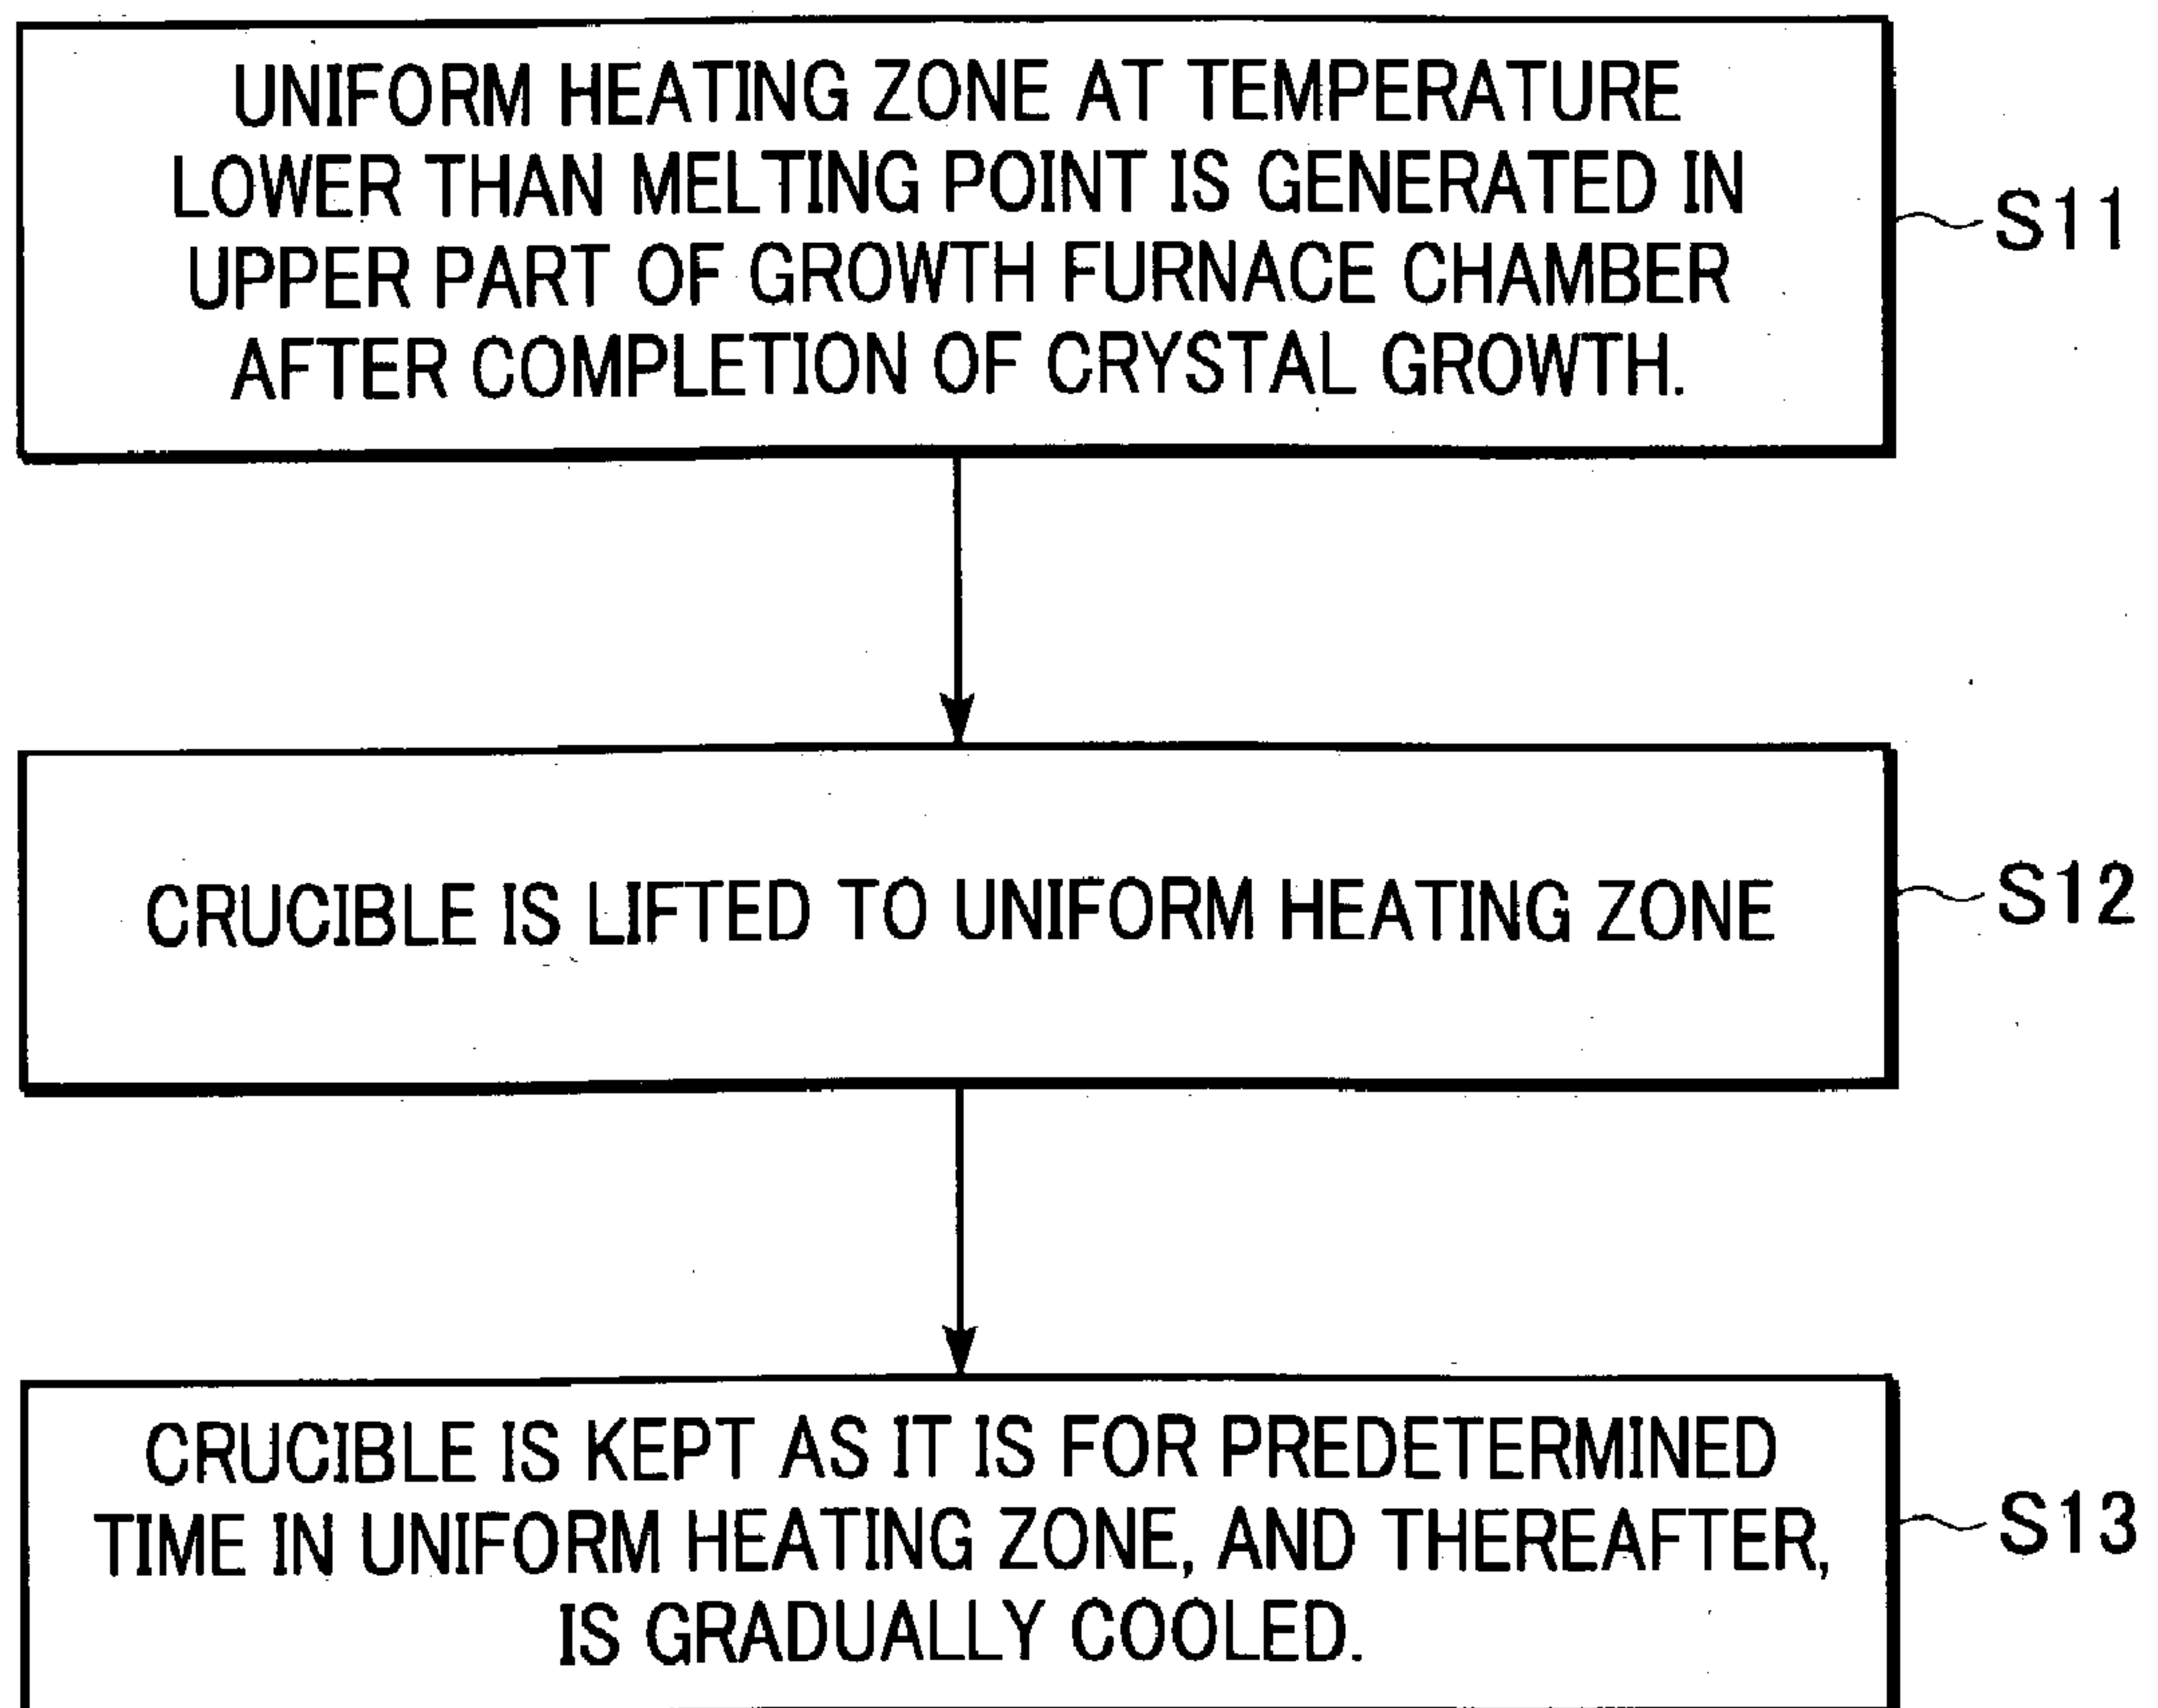 UNIFORM HEATING ZONE AT TEMPERATURE
LOWER THAN MELTING POINT IS GENERATED IN
UPPER PART OF GROWTH FURNACE CHAMBER
AFTER COMPLETION OF CRYSTAL GROWTH.
S11
CRUCIBLE IS LIFTED TO UNIFORM HEATING ZONE
S12
CRUCIBLE IS KEPT AS IT IS FOR PREDETERMINED
TIME IN UNIFORM HEATING ZONE, AND THEREAFTER,
IS GRADUALLY COOLED.
S13